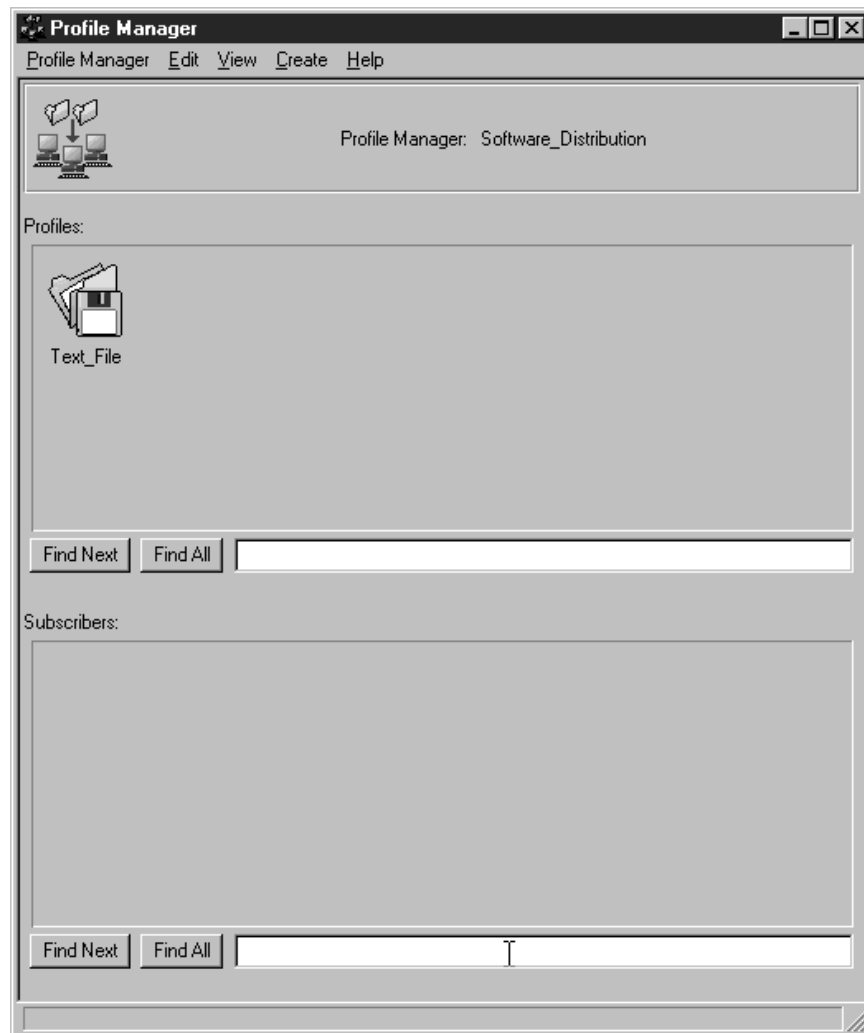 Profile Manager
Profile Manager Edit View Create Help
Profile Manager: Software_Distribution
Profiles:
Text_File
Find Next Find All
Subscribers:
Find Next Find All